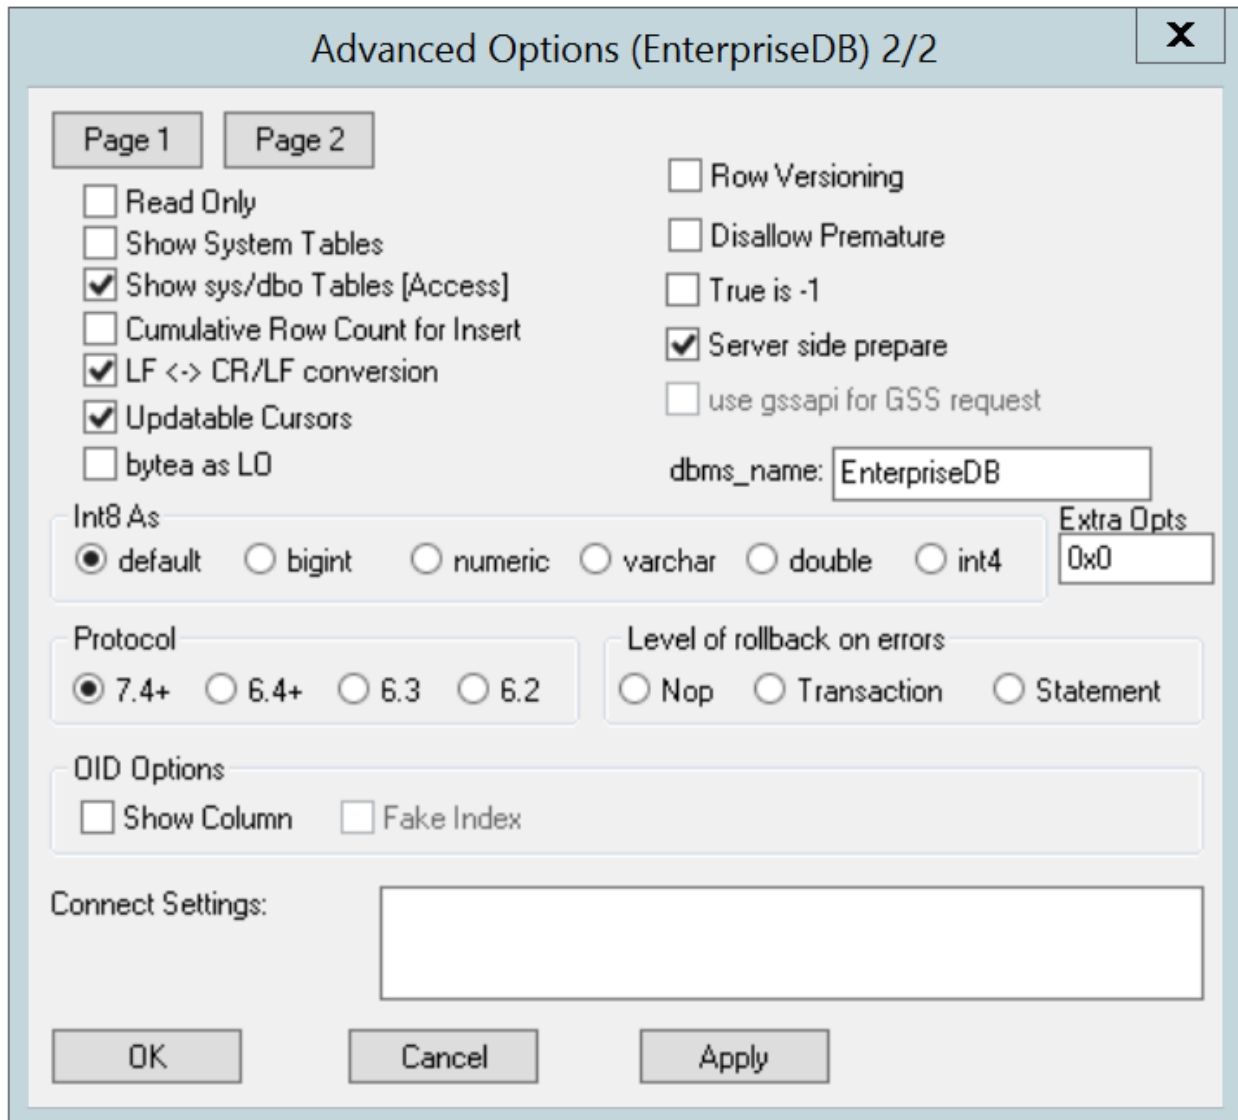 Advanced Options (EnterpriseDB) 2/2
X
Page 1 Page 2
Read Only
Show System Tables
Show sys/dbo Tables [Access]
Cumulative Row Count for Insert
LF <-> CR/LF conversion
Updatable Cursors
bytea as LO
Row Versioning
Disallow Premature
True is -1
Server side prepare
use gssapi for GSS request
dbms_name: EnterpriseDB
Int8 As
default bigint numeric varchar double int4
Extra Opts
0x0
Protocol
7.4+ 6.4+ 6.3 6.2
Level of rollback on errors
Nop Transaction Statement
OID Options
Show Column Fake Index
Connect Settings:
OK Cancel Apply